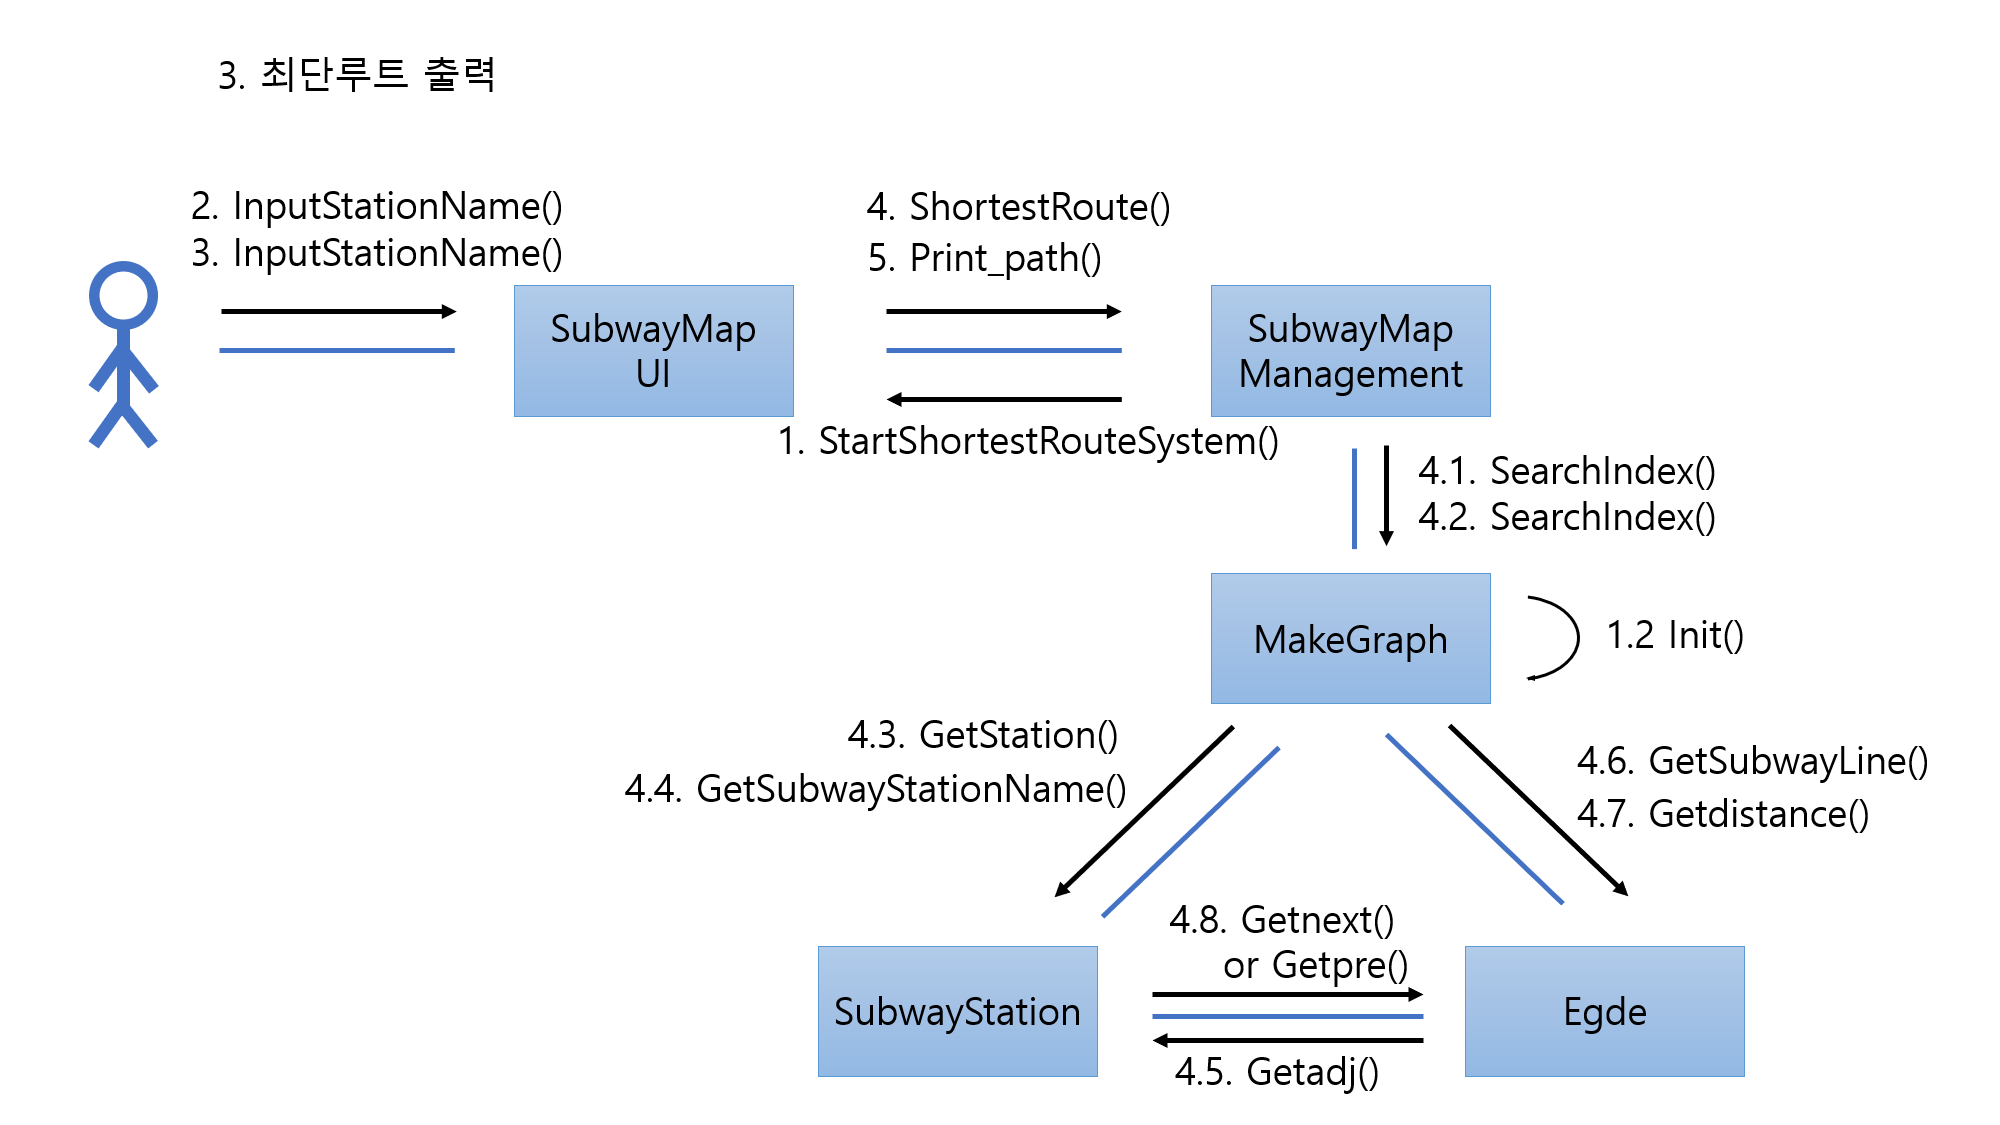 3. 최단루트 출력
2. InputStationName()
3. InputStationName()
4. ShortestRoute()
5. Print_path()
SubwayMap
UI
SubwayMap
Management
1. StartShortestRouteSystem()
4.1. SearchIndex()
4.2. SearchIndex()
MakeGraph
1.2 Init()
4.3. GetStation()
4.4. GetSubwayStationName()
4.6. GetSubwayLine()
4.7. Getdistance()
4.8. Getnext()
or Getpre()
SubwayStation
Egde
4.5. Getadj()